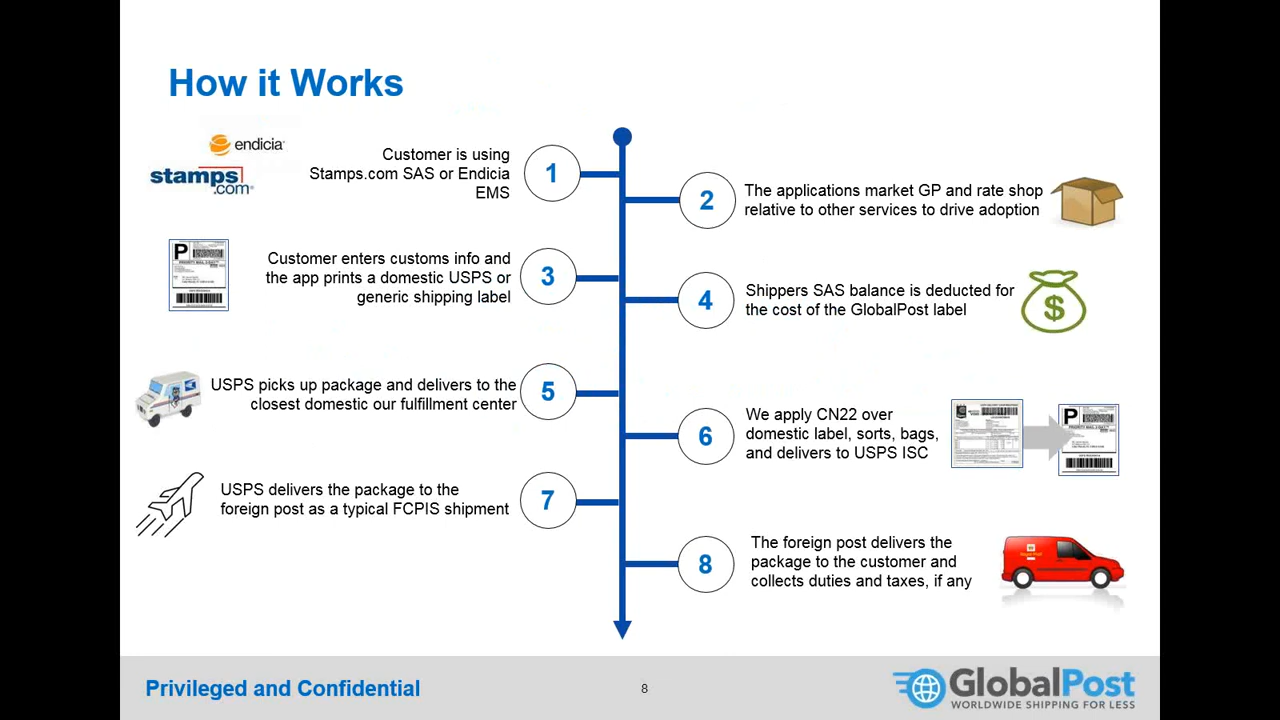 How it Works
endicia
stamps
.com
Customer is using
Stamps.com SAS or Endicia
EMS
1
2
The applications market GP and rate shop
relative to other services to drive adoption
P
Customer enters customs info and
the app prints a domestic USPS or
generic shipping label
3
4
Shippers SAS balance is deducted for
the cost of the GlobalPost label
$
USPS picks up package and delivers to the
closest domestic our fulfillment center
5
6
We apply CN22 over
domestic label, sorts, bags,
and delivers to USPS ISC
P
USPS delivers the package to the
foreign post as a typical FCPIS shipment
7
8
The foreign post delivers the
package to the customer and
collects duties and taxes, if any
Privileged and Confidential
8
GlobalPost
WORLDWIDE SHIPPING FOR LESS